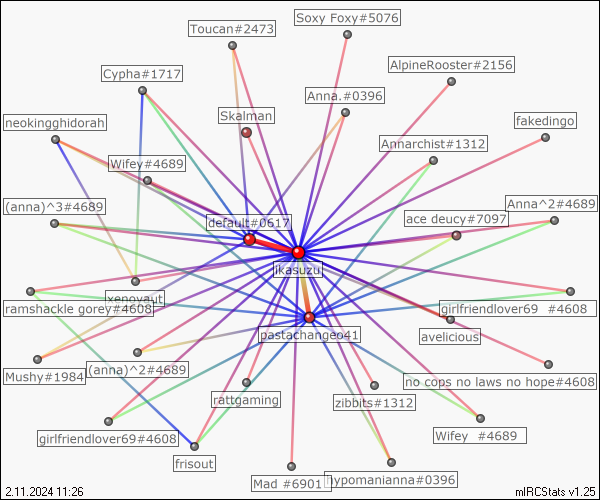 Soxy Foxy#5076
Toucan#2473
AlpineRooster#2156
Cypha#1717
Anna.#0396
Skalman
fakedingo
neokingghidorah
Annarchist#1312
Wifey#4689
(anna)^3#4689
Anna^2#4689
ace deucy#7097
default#0617
ikasuzu
xenovaut
ramshackle gorey#4608
girlfriendlover69 #4608
pastachangeo41
avelicious
Mushy#1984
(anna)^2#4689
no cops no laws no hope#4608
rattgaming
zibbits#1312
girlfriendlover69#4608
Wifey #4689
frisout
Mad #6901
hypomanianna#0396
2.11.2024 11:26
mIRCStats v1.25